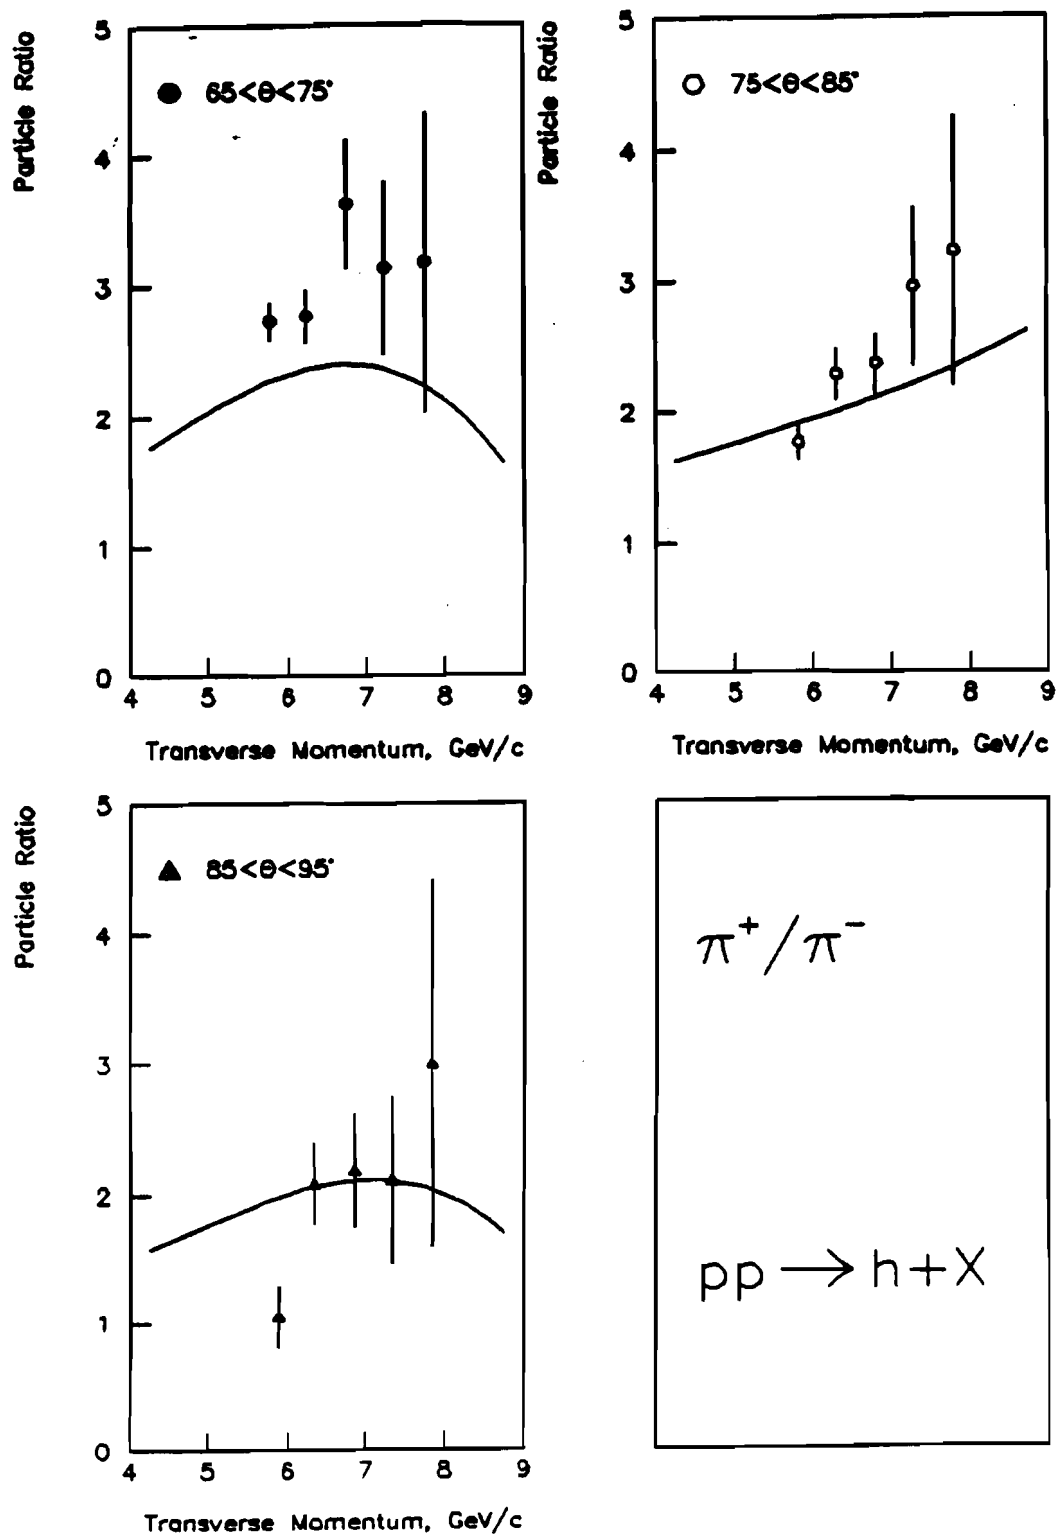 Particle Ratio
5
4
3
2
1
0
● 65<Θ<75°
4 5 6 7 8 9
Transverse Momentum, GeV/c
Particle Ratio
5
4
3
2
1
0
○ 75<Θ<85°
4 5 6 7 8 9
Transverse Momentum, GeV/c
Particle Ratio
5
4
3
2
1
0
▲ 85<Θ<95°
4 5 6 7 8 9
Transverse Momentum, GeV/c
π⁺/π⁻
pp → h+X